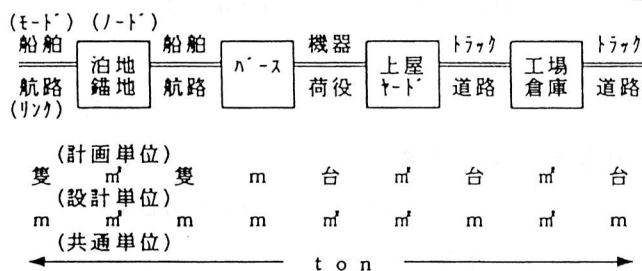 (モード) (ノード)
船舶 船舶 機器 トラック トラック
泊地 錨地 バース 上屋 ヤード 工場 倉庫
航路 航路 荷役 道路 道路
(リンク)
(計画単位)
隻 ㎡ 隻 m 台 ㎡ 台 ㎡ 台
(設計単位)
m ㎡ m m ㎡ ㎡ m ㎡ m
(共通単位)
ton